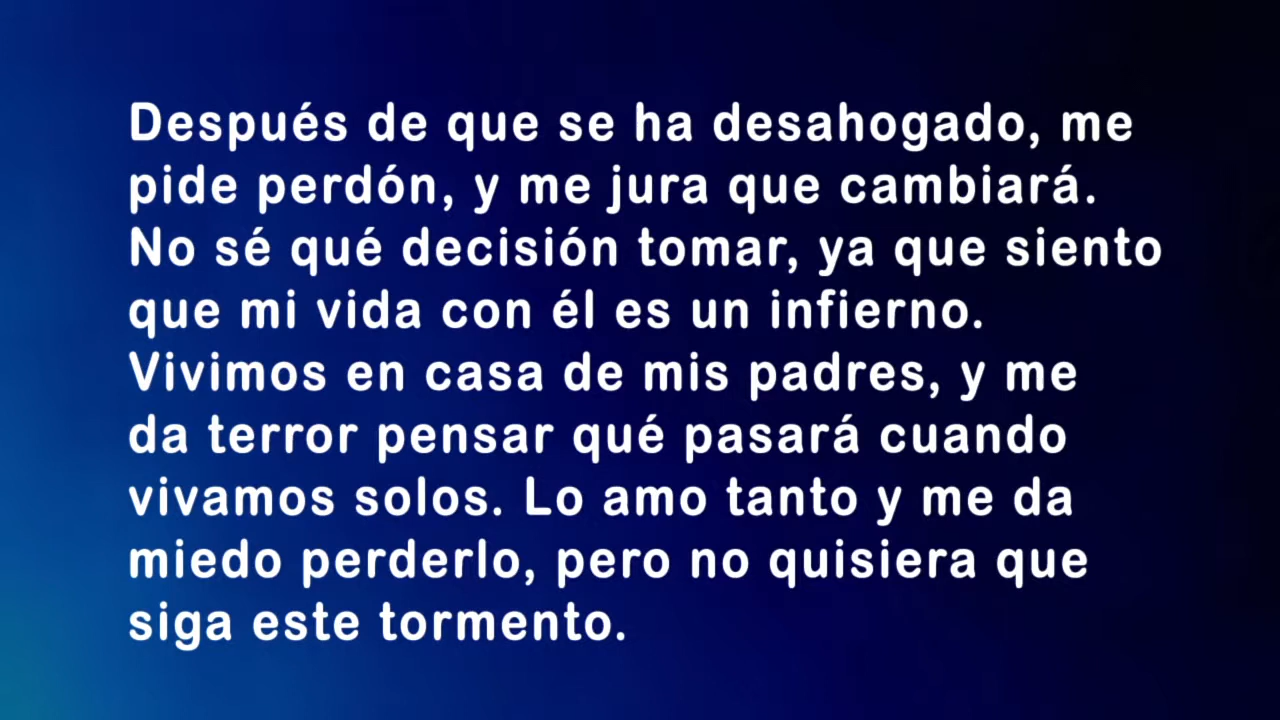 Después de que se ha desahogado, me
pide perdón, y me jura que cambiará.
No sé qué decisión tomar, ya que siento
que mi vida con él es un infierno.
Vivimos en casa de mis padres, y me
da terror pensar qué pasará cuando
vivamos solos. Lo amo tanto y me da
miedo perderlo, pero no quisiera que
siga este tormento.